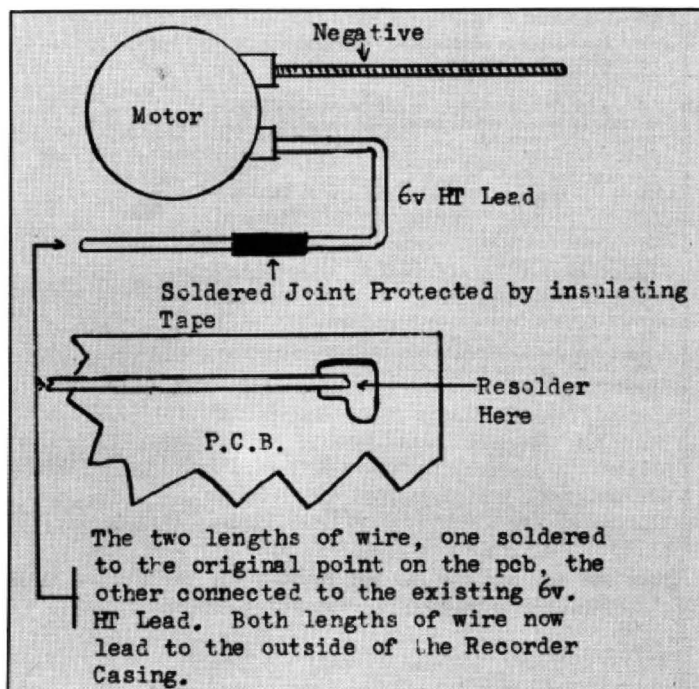 Negative
Motor
6v HT Lead
Soldered Joint Protected by insulating
Tape
Resolder
Here
P.C.B.
The two lengths of wire, one soldered
to the original point on the pcb, the
other connected to the existing 6v.
HT Lead. Both lengths of wire now
lead to the outside of the Recorder
Casing.